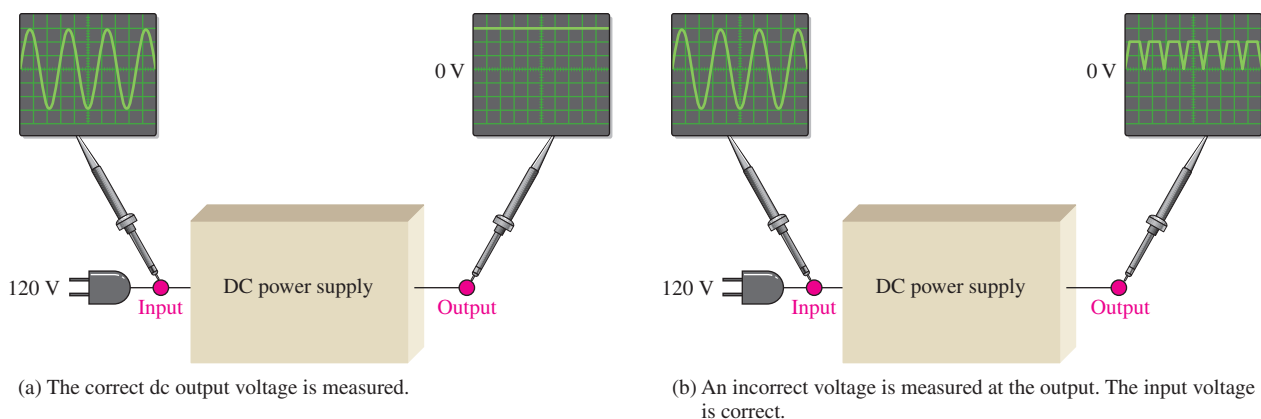 0 V
120 V
DC power supply
Input
Output
(a) The correct dc output voltage is measured.
0 V
120 V
DC power supply
Input
Output
(b) An incorrect voltage is measured at the output. The input voltage
is correct.